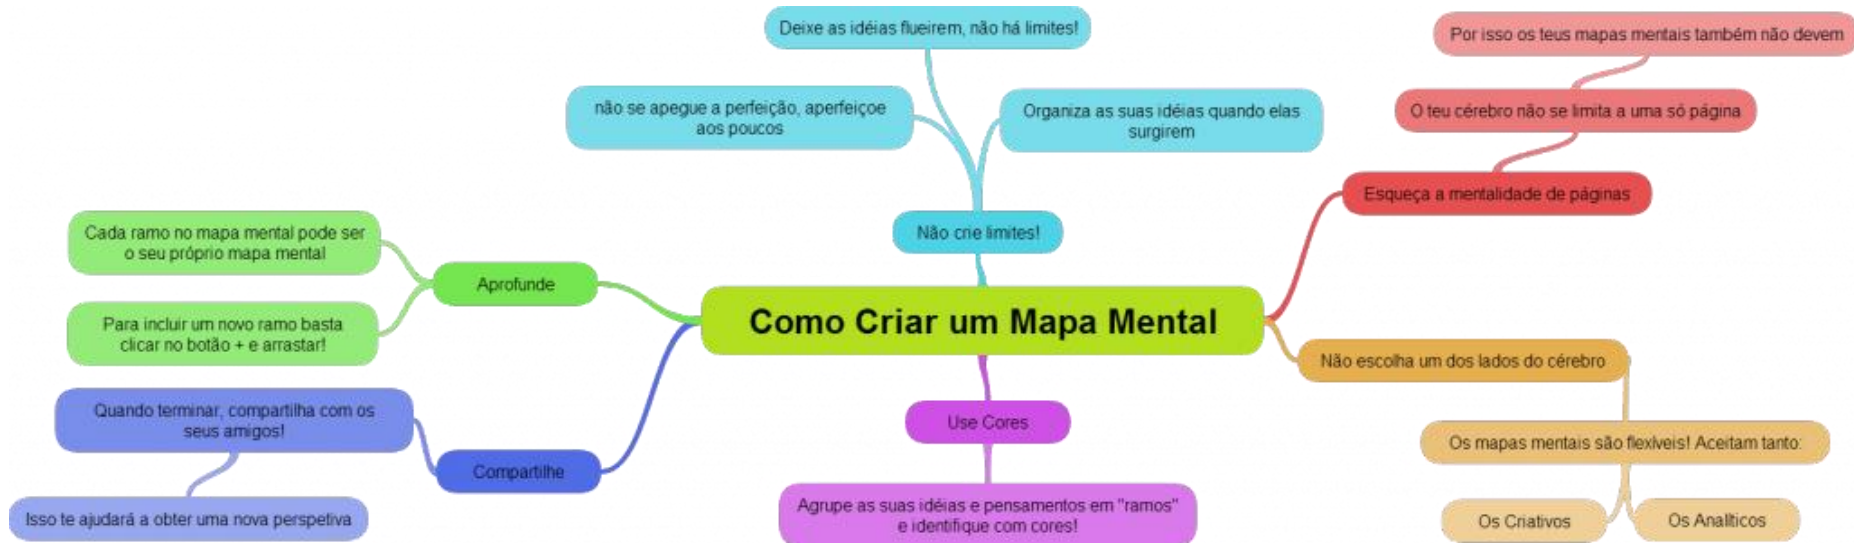 Deixe as idéias flueirem, não há limites!
não se apegue a perfeição, aperfeiçoe
aos poucos
Organiza as suas idéias quando elas
surgirem
Não crie limites!
Por isso os teus mapas mentais também não devem
O teu cérebro não se limita a uma só página
Esqueça a mentalidade de páginas
Cada ramo no mapa mental pode ser
o seu próprio mapa mental
Aprofunde
Para incluir um novo ramo basta
clicar no botão + e arrastar!
Como Criar um Mapa Mental
Não escolha um dos lados do cérebro
Os mapas mentais são flexíveis! Aceitam tanto:
Os Criativos
Os Analíticos
Quando terminar, compartilha com os
seus amigos!
Compartilhe
Isso te ajudará a obter uma nova perspetiva
Use Cores
Agrupe as suas idéias e pensamentos em "ramos"
e identifique com cores!